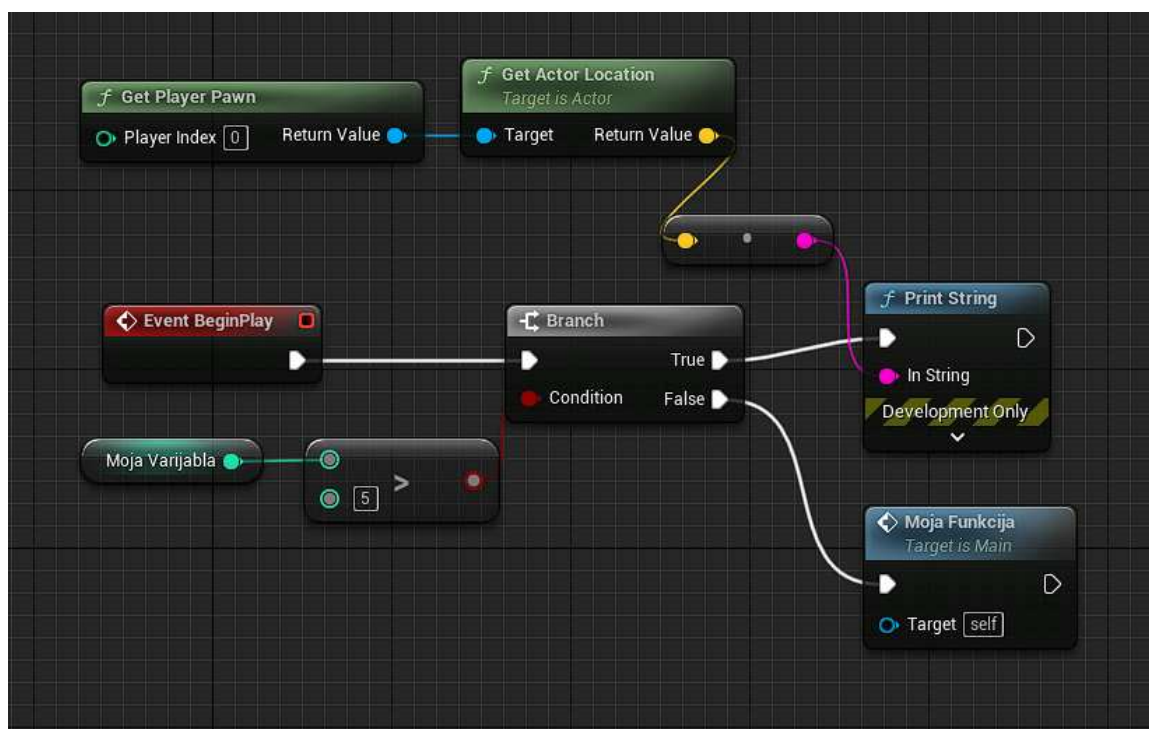 f Get Player Pawn
Player Index 0 Return Value
f Get Actor Location
Target is Actor
Target Return Value
Event BeginPlay
Branch
True
Condition False
Moja Varijabla
5 >
f Print String
In String
Development Only
Moja Funkcija
Target is Main
Target self